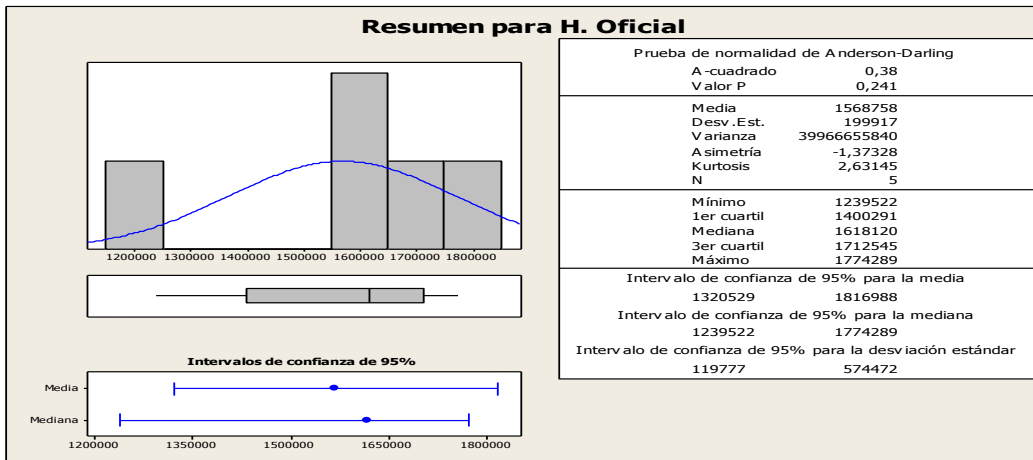 Resumen para H. Oficial
1200000 1300000 1400000 1500000 1600000 1700000 1800000
Intervalos de confianza de 95%
Media
Mediana
1200000 1350000 1500000 1650000 1800000
Prueba de normalidad de Anderson-Darling
A-cuadrado 0,38
Valor P 0,241
Media 1568758
Desv.Est. 199917
Varianza 39966655840
Asimetría -1,37328
Kurtosis 2,63145
N 5
Mínimo 1239522
1er cuartil 1400291
Mediana 1618120
3er cuartil 1712545
Máximo 1774289
Intervalo de confianza de 95% para la media
1320529 1816988
Intervalo de confianza de 95% para la mediana
1239522 1774289
Intervalo de confianza de 95% para la desviación estándar
119777 574472